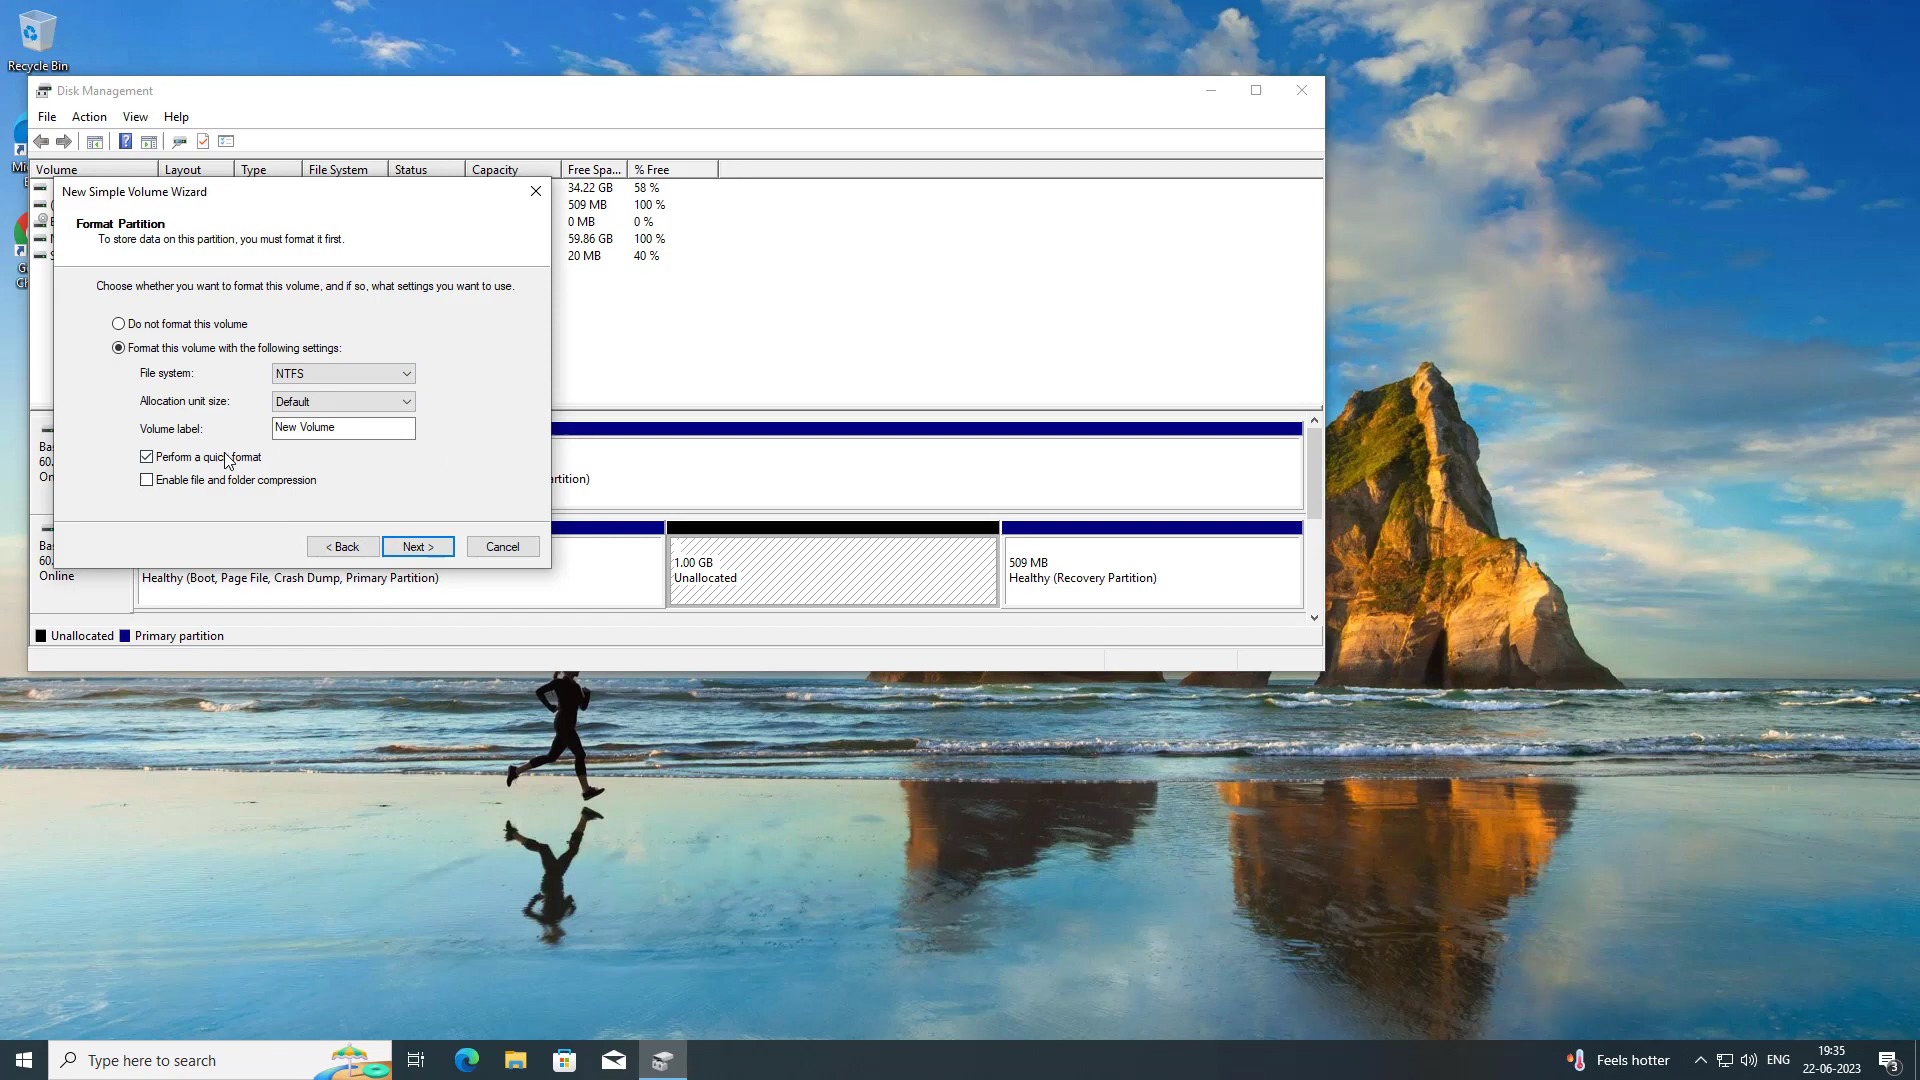 Recycle Bin
Disk Management
File Action View Help
Volume Layout Type File System Status Capacity Free Spa... % Free
34.22 GB 58 %
509 MB 100 %
0 MB 0 %
59.86 GB 100 %
20 MB 40 %
New Simple Volume Wizard
Format Partition
To store data on this partition, you must format it first.
Choose whether you want to format this volume, and if so, what settings you want to use.
Do not format this volume
Format this volume with the following settings:
File system: NTFS
Allocation unit size: Default
Volume label: New Volume
Perform a quick format
Enable file and folder compression
< Back Next > Cancel
Ba
60.
On
artition)
Ba
60.
Online
Healthy (Boot, Page File, Crash Dump, Primary Partition)
1.00 GB
Unallocated
509 MB
Healthy (Recovery Partition)
Unallocated Primary partition
Type here to search
Feels hotter
ENG
19:35
22-06-2023
3